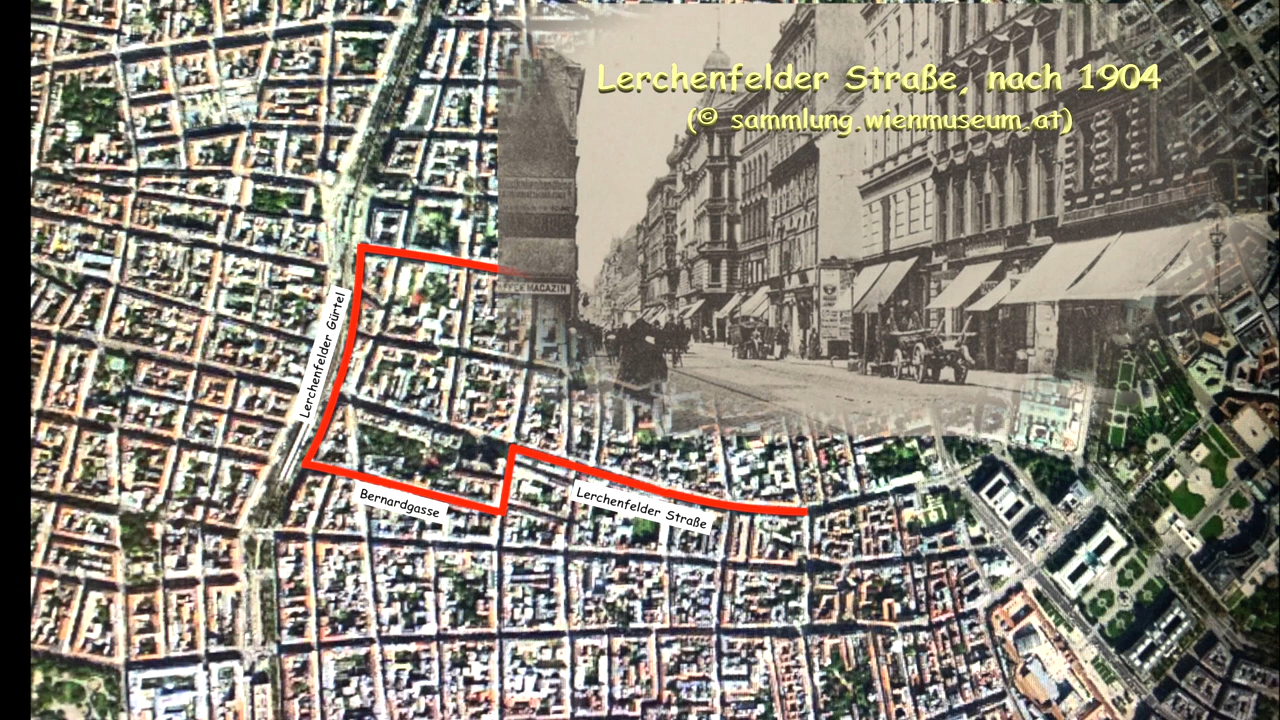 Lerchenfelder Straße, nach 1904
(© sammlung.wienmuseum.at)
MAGAZIN
Lerchenfelder Gürtel
Bernardgasse
Lerchenfelder Straße